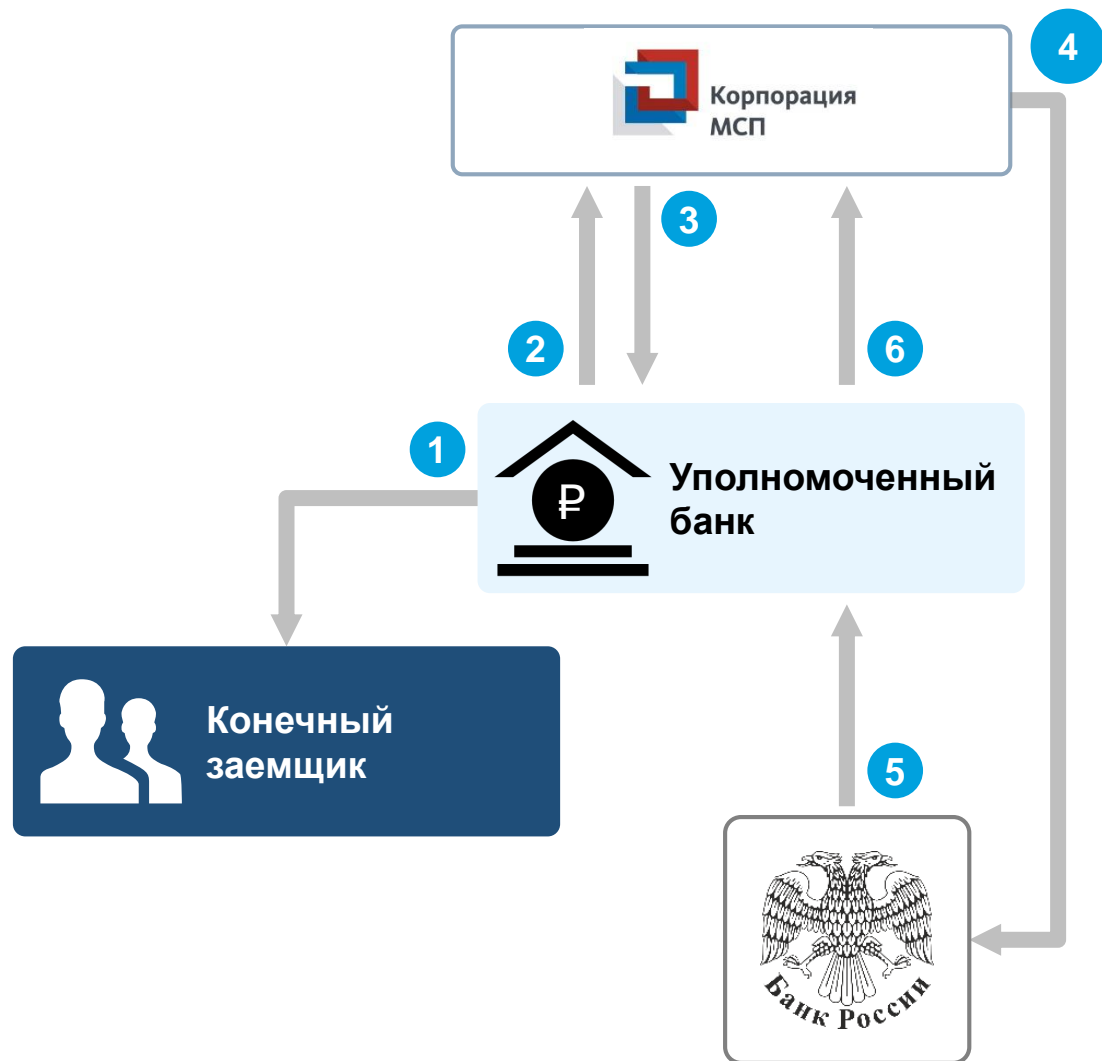 4
Корпорация
МСП
3
2
6
1
₽
Уполномоченный
банк
Конечный
заемщик
5
Банк России